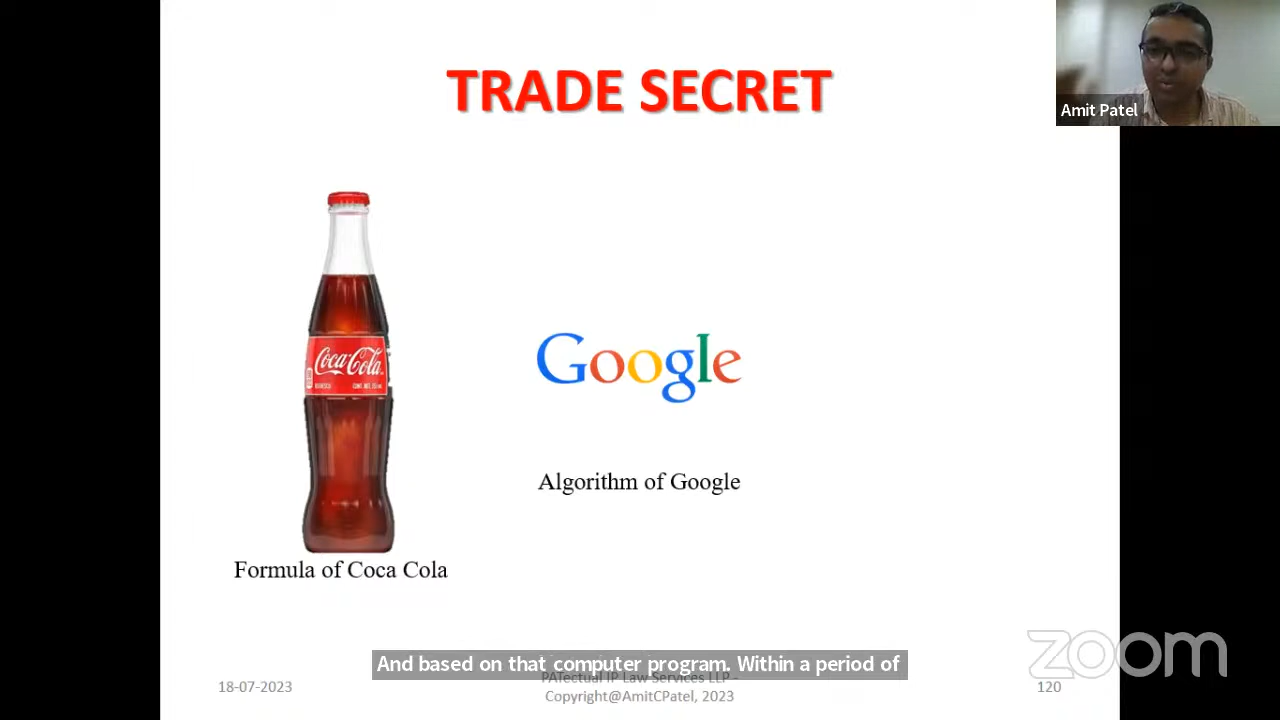 TRADE SECRET
Amit Patel
Coca-Cola
Google
Algorithm of Google
Formula of Coca Cola
And based on that computer program. Within a period of
18-07-2023
PATectual IP Law Services LLP -
Copyright@AmitCPatel, 2023
120
zoom